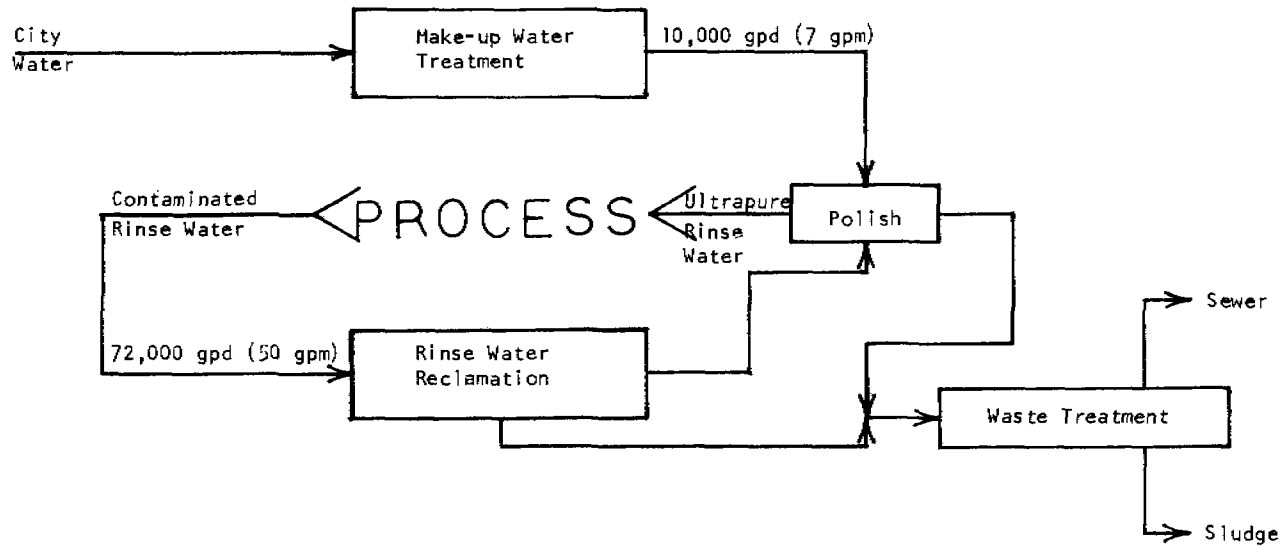 City
Water
Make-up Water
Treatment
10,000 gpd (7 gpm)
Contaminated
Rinse Water
PROCESS
Ultrapure
Rinse
Water
Polish
72,000 gpd (50 gpm)
Rinse Water
Reclamation
Sewer
Waste Treatment
Sludge